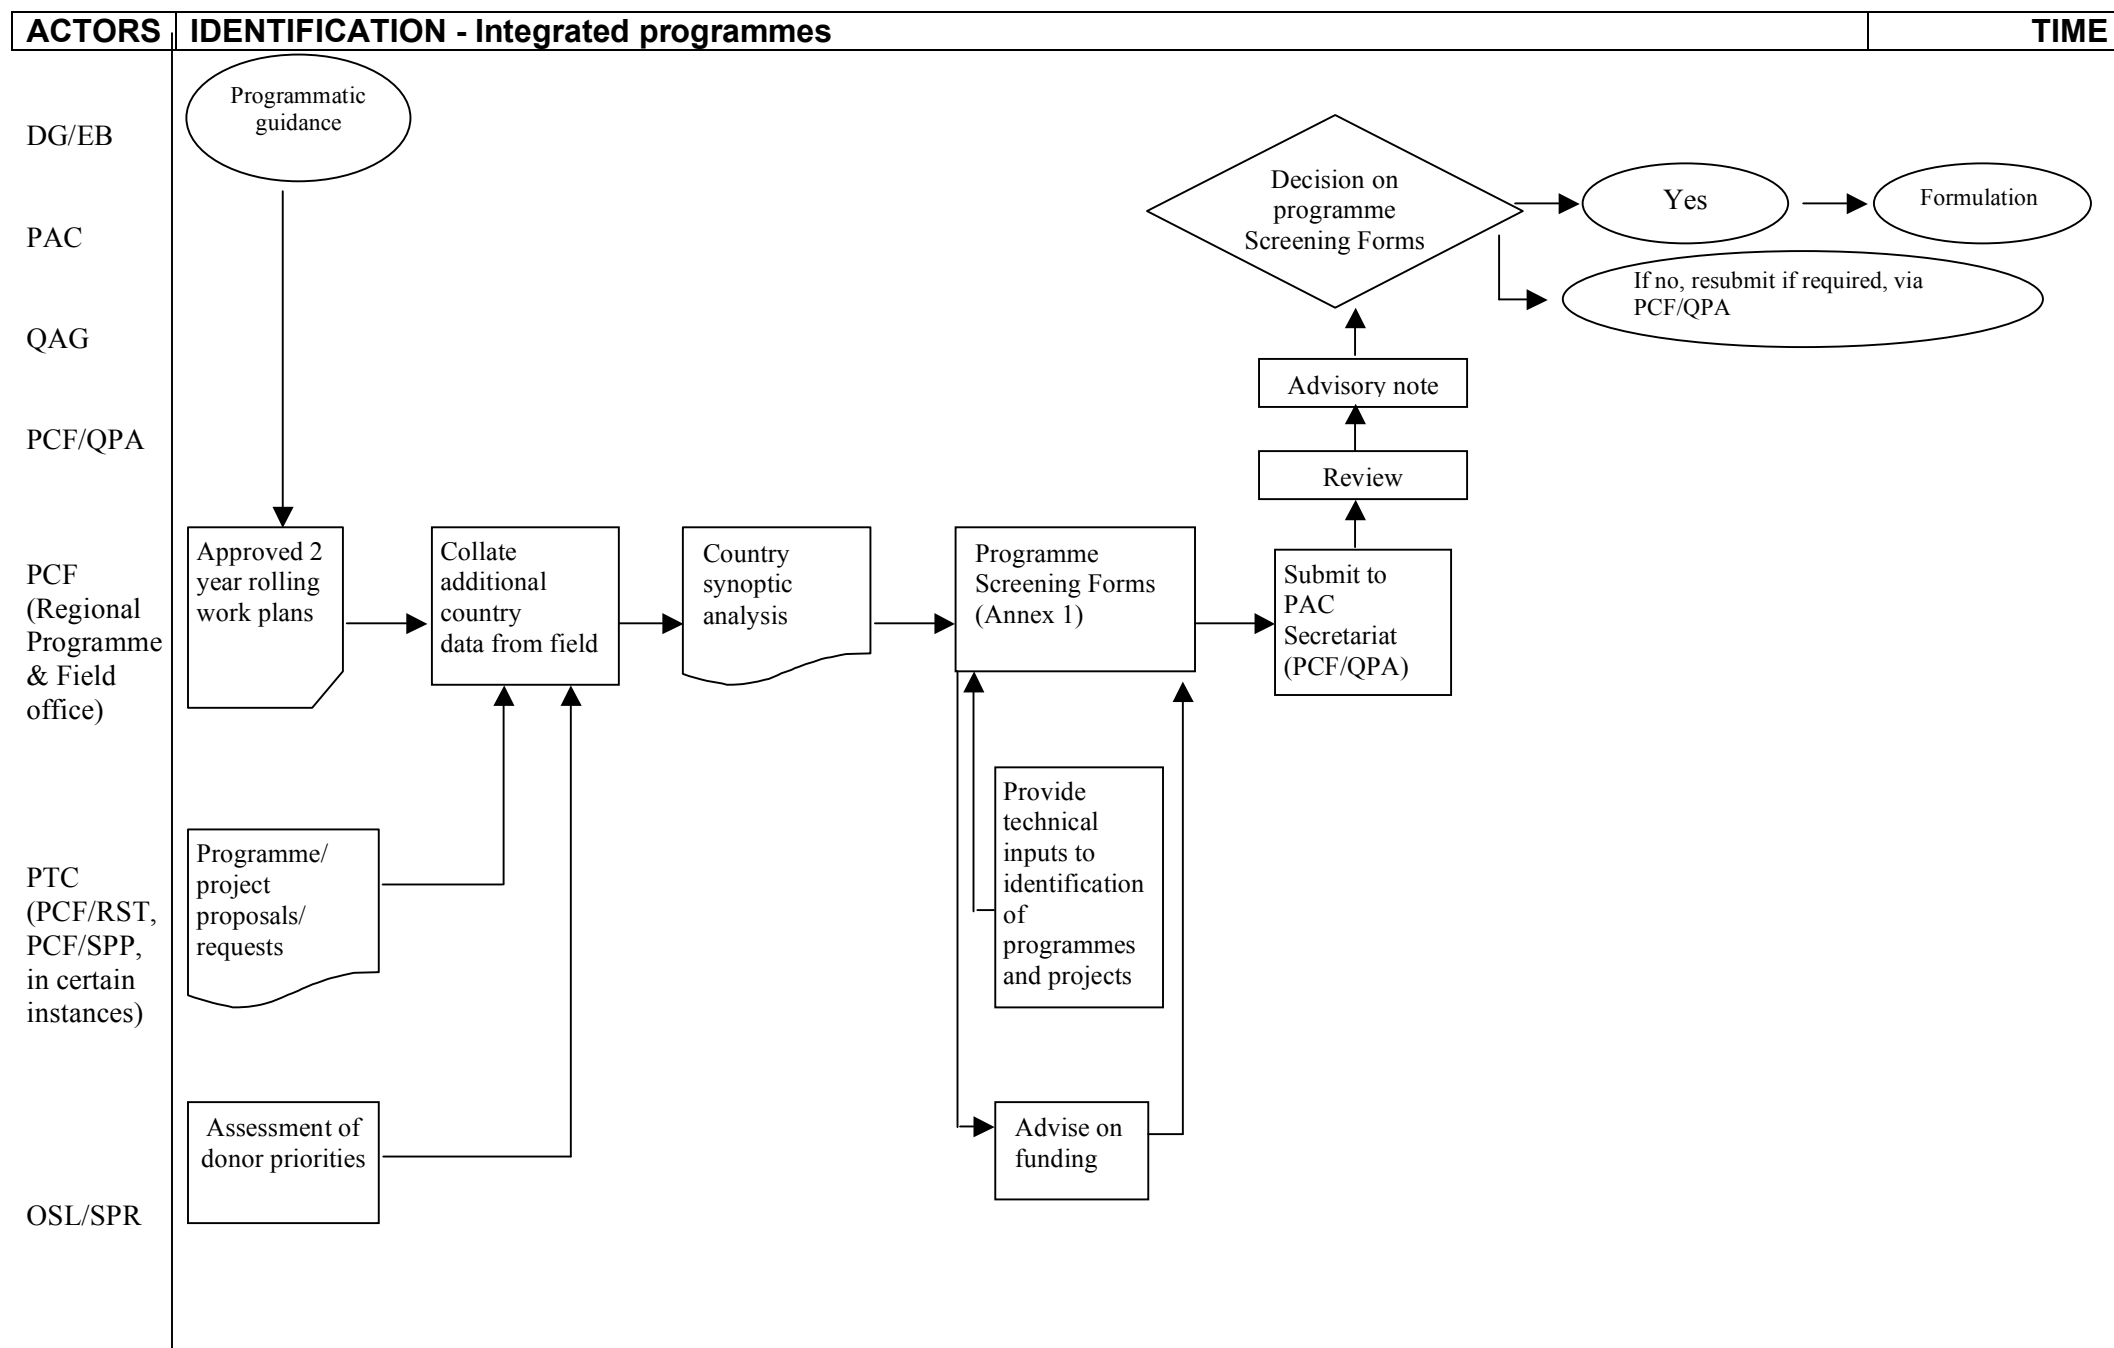 ACTORS
IDENTIFICATION - Integrated programmes
TIME
DG/EB
PAC
QAG
PCF/QPA
PCF
(Regional
Programme
& Field
office)
PTC
(PCF/RST,
PCF/SPP,
in certain
instances)
OSL/SPR
Programmatic
guidance
Decision on
programme
Screening Forms
Yes
Formulation
If no, resubmit if required, via
PCF/QPA
Advisory note
Review
Approved 2
year rolling
work plans
Collate
additional
country
data from field
Country
synoptic
analysis
Programme
Screening Forms
(Annex 1)
Submit to
PAC
Secretariat
(PCF/QPA)
Programme/
project
proposals/
requests
Provide
technical
inputs to
identification
of
programmes
and projects
Assessment of
donor priorities
Advise on
funding